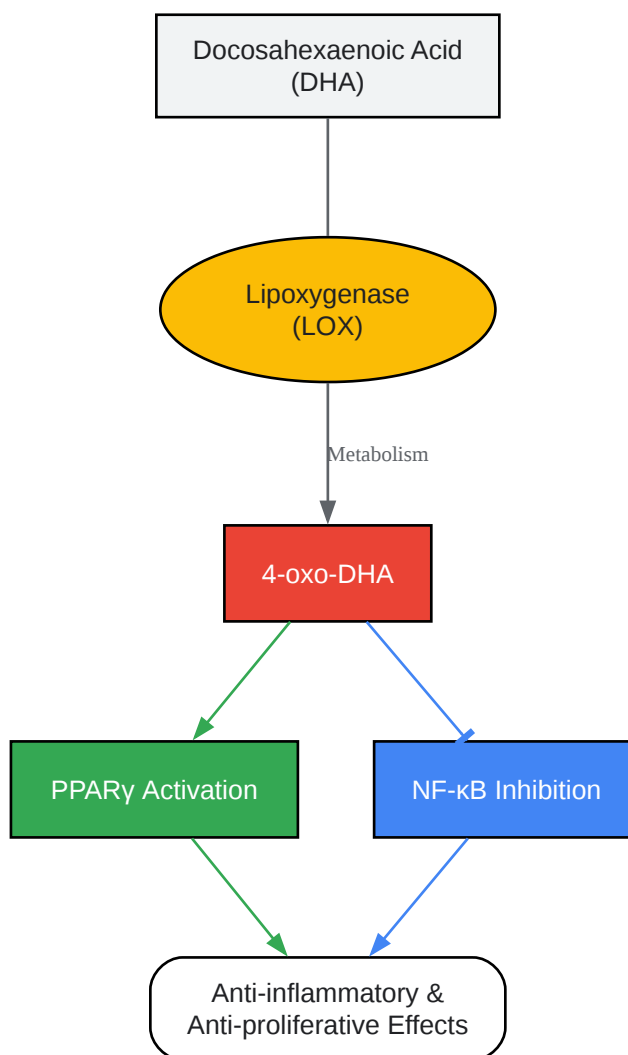 Docosahexaenoic Acid
(DHA)
Lipoxygenase
(LOX)
Metabolism
4-oxo-DHA
PPARγ Activation
NF-κB Inhibition
Anti-inflammatory &
Anti-proliferative Effects